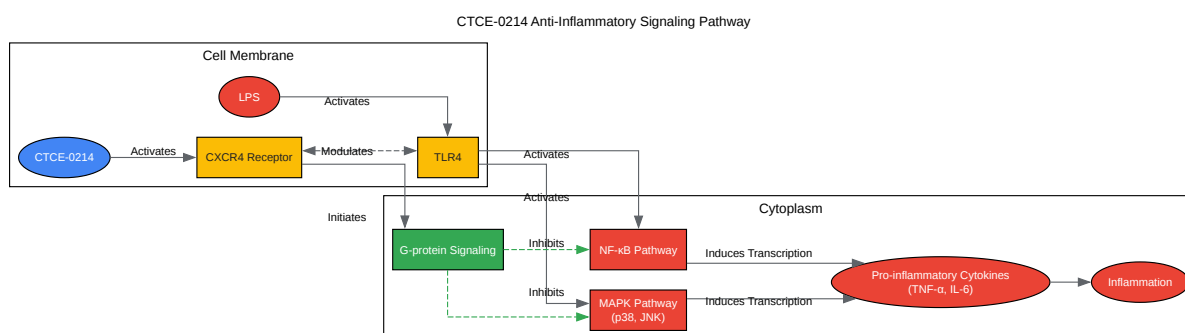 CTCE-0214 Anti-Inflammatory Signaling Pathway
Cell Membrane
LPS
Activates
CTCE-0214
Activates
CXCR4 Receptor
Modulates
TLR4
Activates
Activates
Cytoplasm
Initiates
G-protein Signaling
Inhibits
NF-κB Pathway
Induces Transcription
Pro-inflammatory Cytokines
(TNF-α, IL-6)
Inflammation
Inhibits
Activates
MAPK Pathway
(p38, JNK)
Induces Transcription